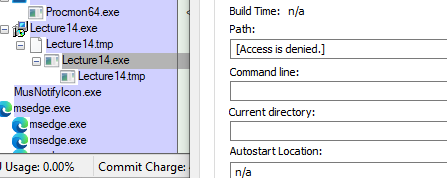 Procmon64.exe
Lecture14.exe
Lecture14.tmp
Lecture14.exe
Lecture14.tmp
MusNotifyIcon.exe
msedge.exe
msedge.exe
msedge.exe
U Usage: 0.00%
Commit Charge:
Build Time: n/a
Path:
[Access is denied.]
Command line:
Current directory:
Autostart Location:
n/a